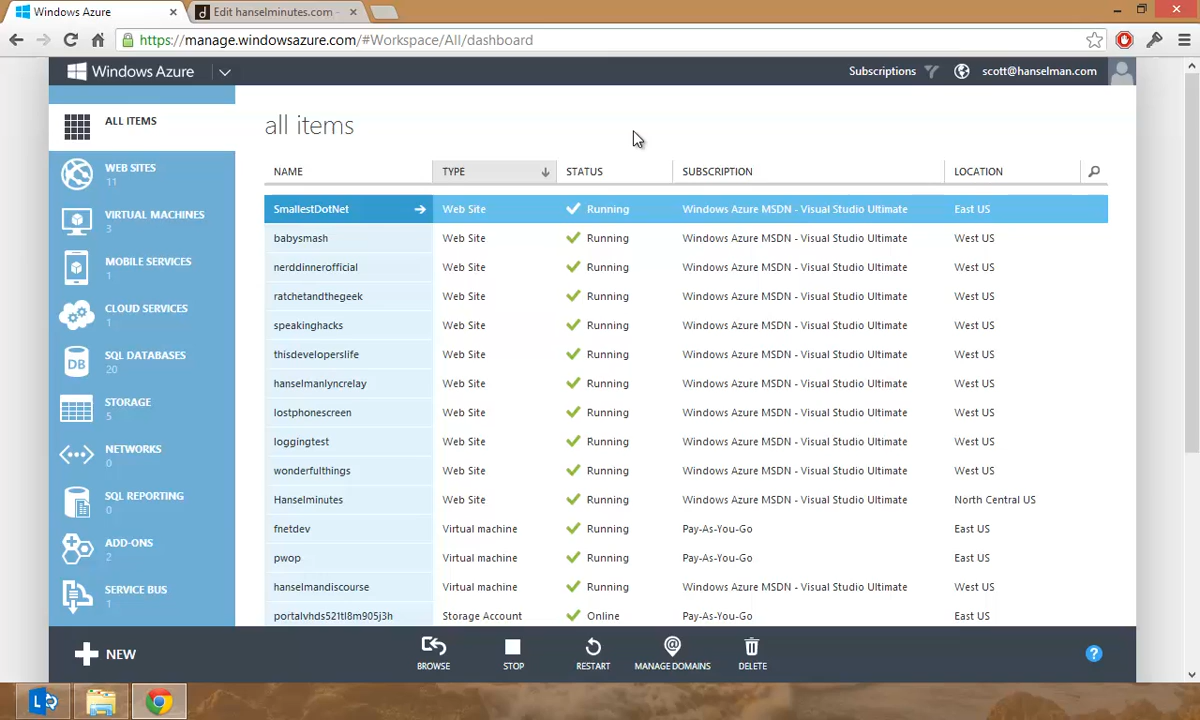 Windows Azure
Edit hanselminutes.com -
https://manage.windowsazure.com/#Workspace/All/dashboard
Windows Azure
Subscriptions
scott@hanselman.com
ALL ITEMS
WEB SITES
11
VIRTUAL MACHINES
3
MOBILE SERVICES
1
CLOUD SERVICES
1
SQL DATABASES
20
DB
STORAGE
5
NETWORKS
0
SQL REPORTING
0
ADD-ONS
2
SERVICE BUS
1
all items
NAME TYPE STATUS SUBSCRIPTION LOCATION
SmallestDotNet Web Site Running Windows Azure MSDN - Visual Studio Ultimate East US
babysmash Web Site Running Windows Azure MSDN - Visual Studio Ultimate West US
nerddinnerofficial Web Site Running Windows Azure MSDN - Visual Studio Ultimate West US
ratchetandthegeek Web Site Running Windows Azure MSDN - Visual Studio Ultimate West US
speakinghacks Web Site Running Windows Azure MSDN - Visual Studio Ultimate West US
thisdeveloperslife Web Site Running Windows Azure MSDN - Visual Studio Ultimate West US
hanselmanlyncrelay Web Site Running Windows Azure MSDN - Visual Studio Ultimate West US
lostphonescreen Web Site Running Windows Azure MSDN - Visual Studio Ultimate West US
loggingtest Web Site Running Windows Azure MSDN - Visual Studio Ultimate West US
wonderfulthings Web Site Running Windows Azure MSDN - Visual Studio Ultimate West US
Hanselminutes Web Site Running Windows Azure MSDN - Visual Studio Ultimate North Central US
fnetdev Virtual machine Running Pay-As-You-Go East US
pwop Virtual machine Running Pay-As-You-Go East US
hanselmandiscourse Virtual machine Running Windows Azure MSDN - Visual Studio Ultimate West US
portalvhds521tl8m905j3h Storage Account Online Pay-As-You-Go East US
NEW
BROWSE STOP RESTART MANAGE DOMAINS DELETE
?
L